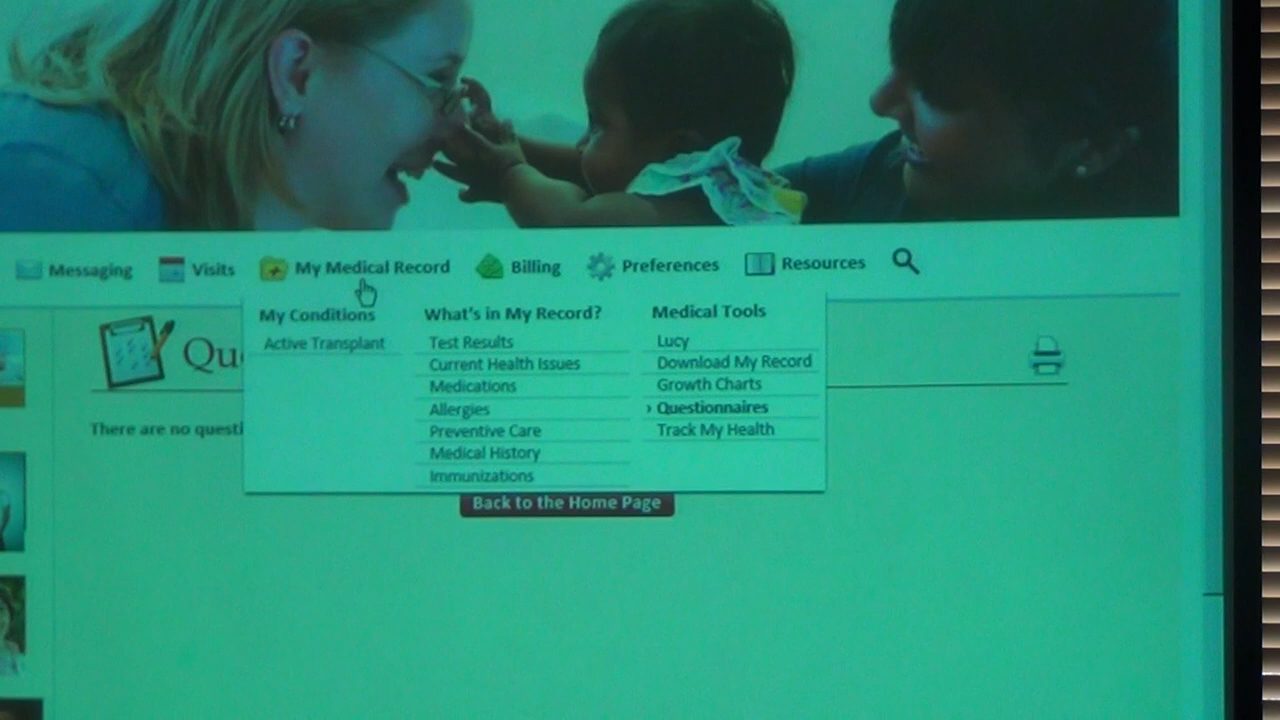 Messaging Visits My Medical Record Billing Preferences Resources
My Conditions
Active Transplant
What's in My Record?
Test Results
Current Health Issues
Medications
Allergies
Preventive Care
Medical History
Immunizations
Medical Tools
Lucy
Download My Record
Growth Charts
› Questionnaires
Track My Health
Qu
There are no questi
Back to the Home Page